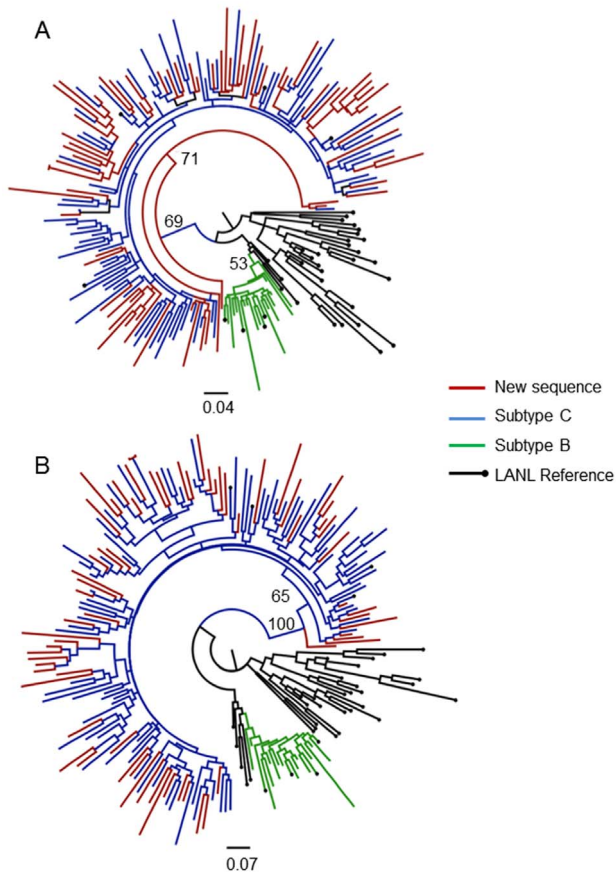 A
71
69
53
0.04
New sequence
Subtype C
Subtype B
LANL Reference
B
65
100
0.07